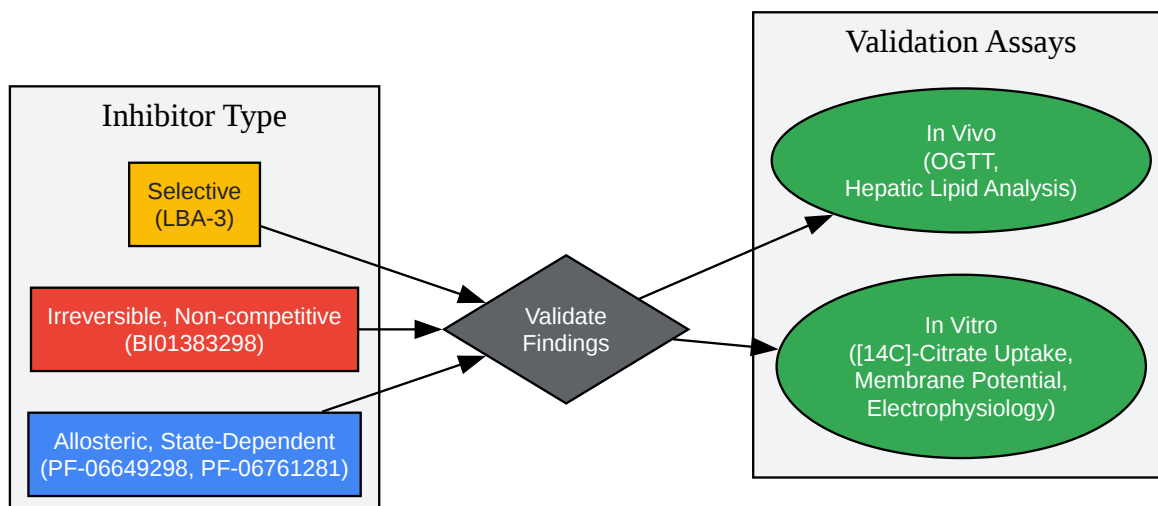 Inhibitor Type
Selective
(LBA-3)
Irreversible, Non-competitive
(BI01383298)
Allosteric, State-Dependent
(PF-06649298, PF-06761281)
Validate
Findings
Validation Assays
In Vivo
(OGTT,
Hepatic Lipid Analysis)
In Vitro
([14C]-Citrate Uptake,
Membrane Potential,
Electrophysiology)